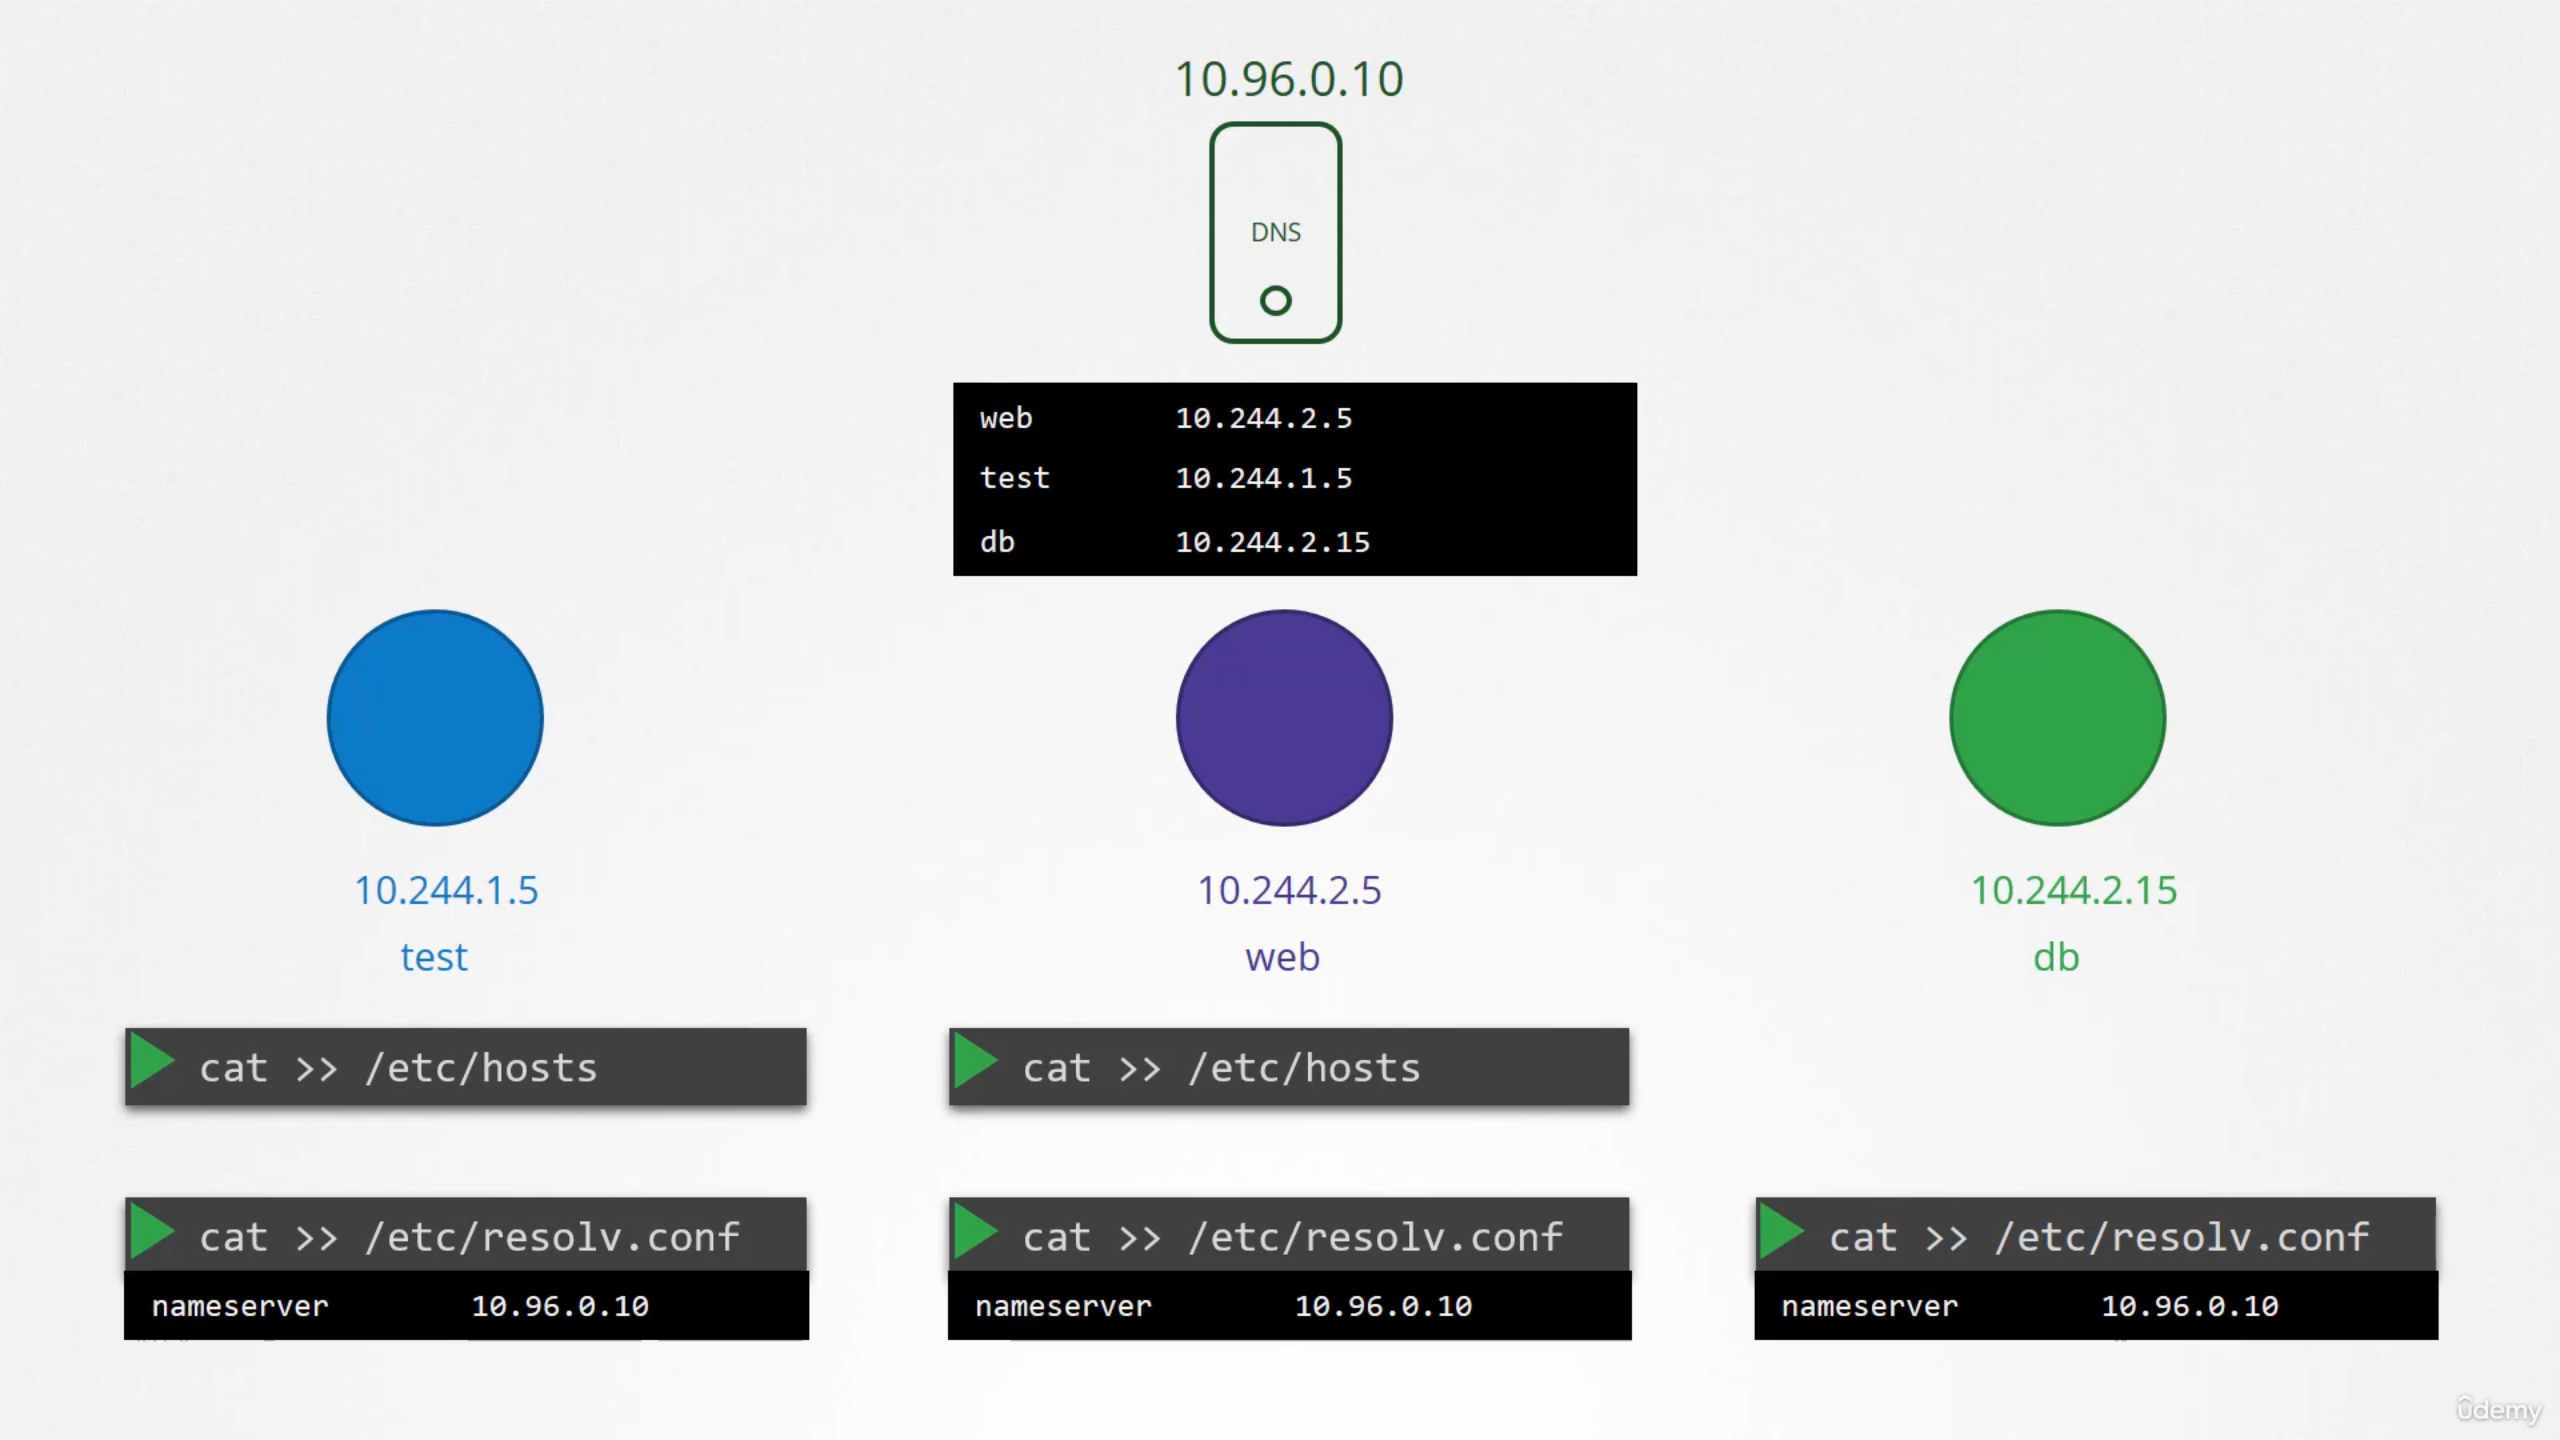 10.96.0.10
DNS
web 10.244.2.5
test 10.244.1.5
db 10.244.2.15
10.244.1.5
test
10.244.2.5
web
10.244.2.15
db
cat >> /etc/hosts
cat >> /etc/hosts
cat >> /etc/resolv.conf
nameserver 10.96.0.10
cat >> /etc/resolv.conf
nameserver 10.96.0.10
cat >> /etc/resolv.conf
nameserver 10.96.0.10
ûdemy